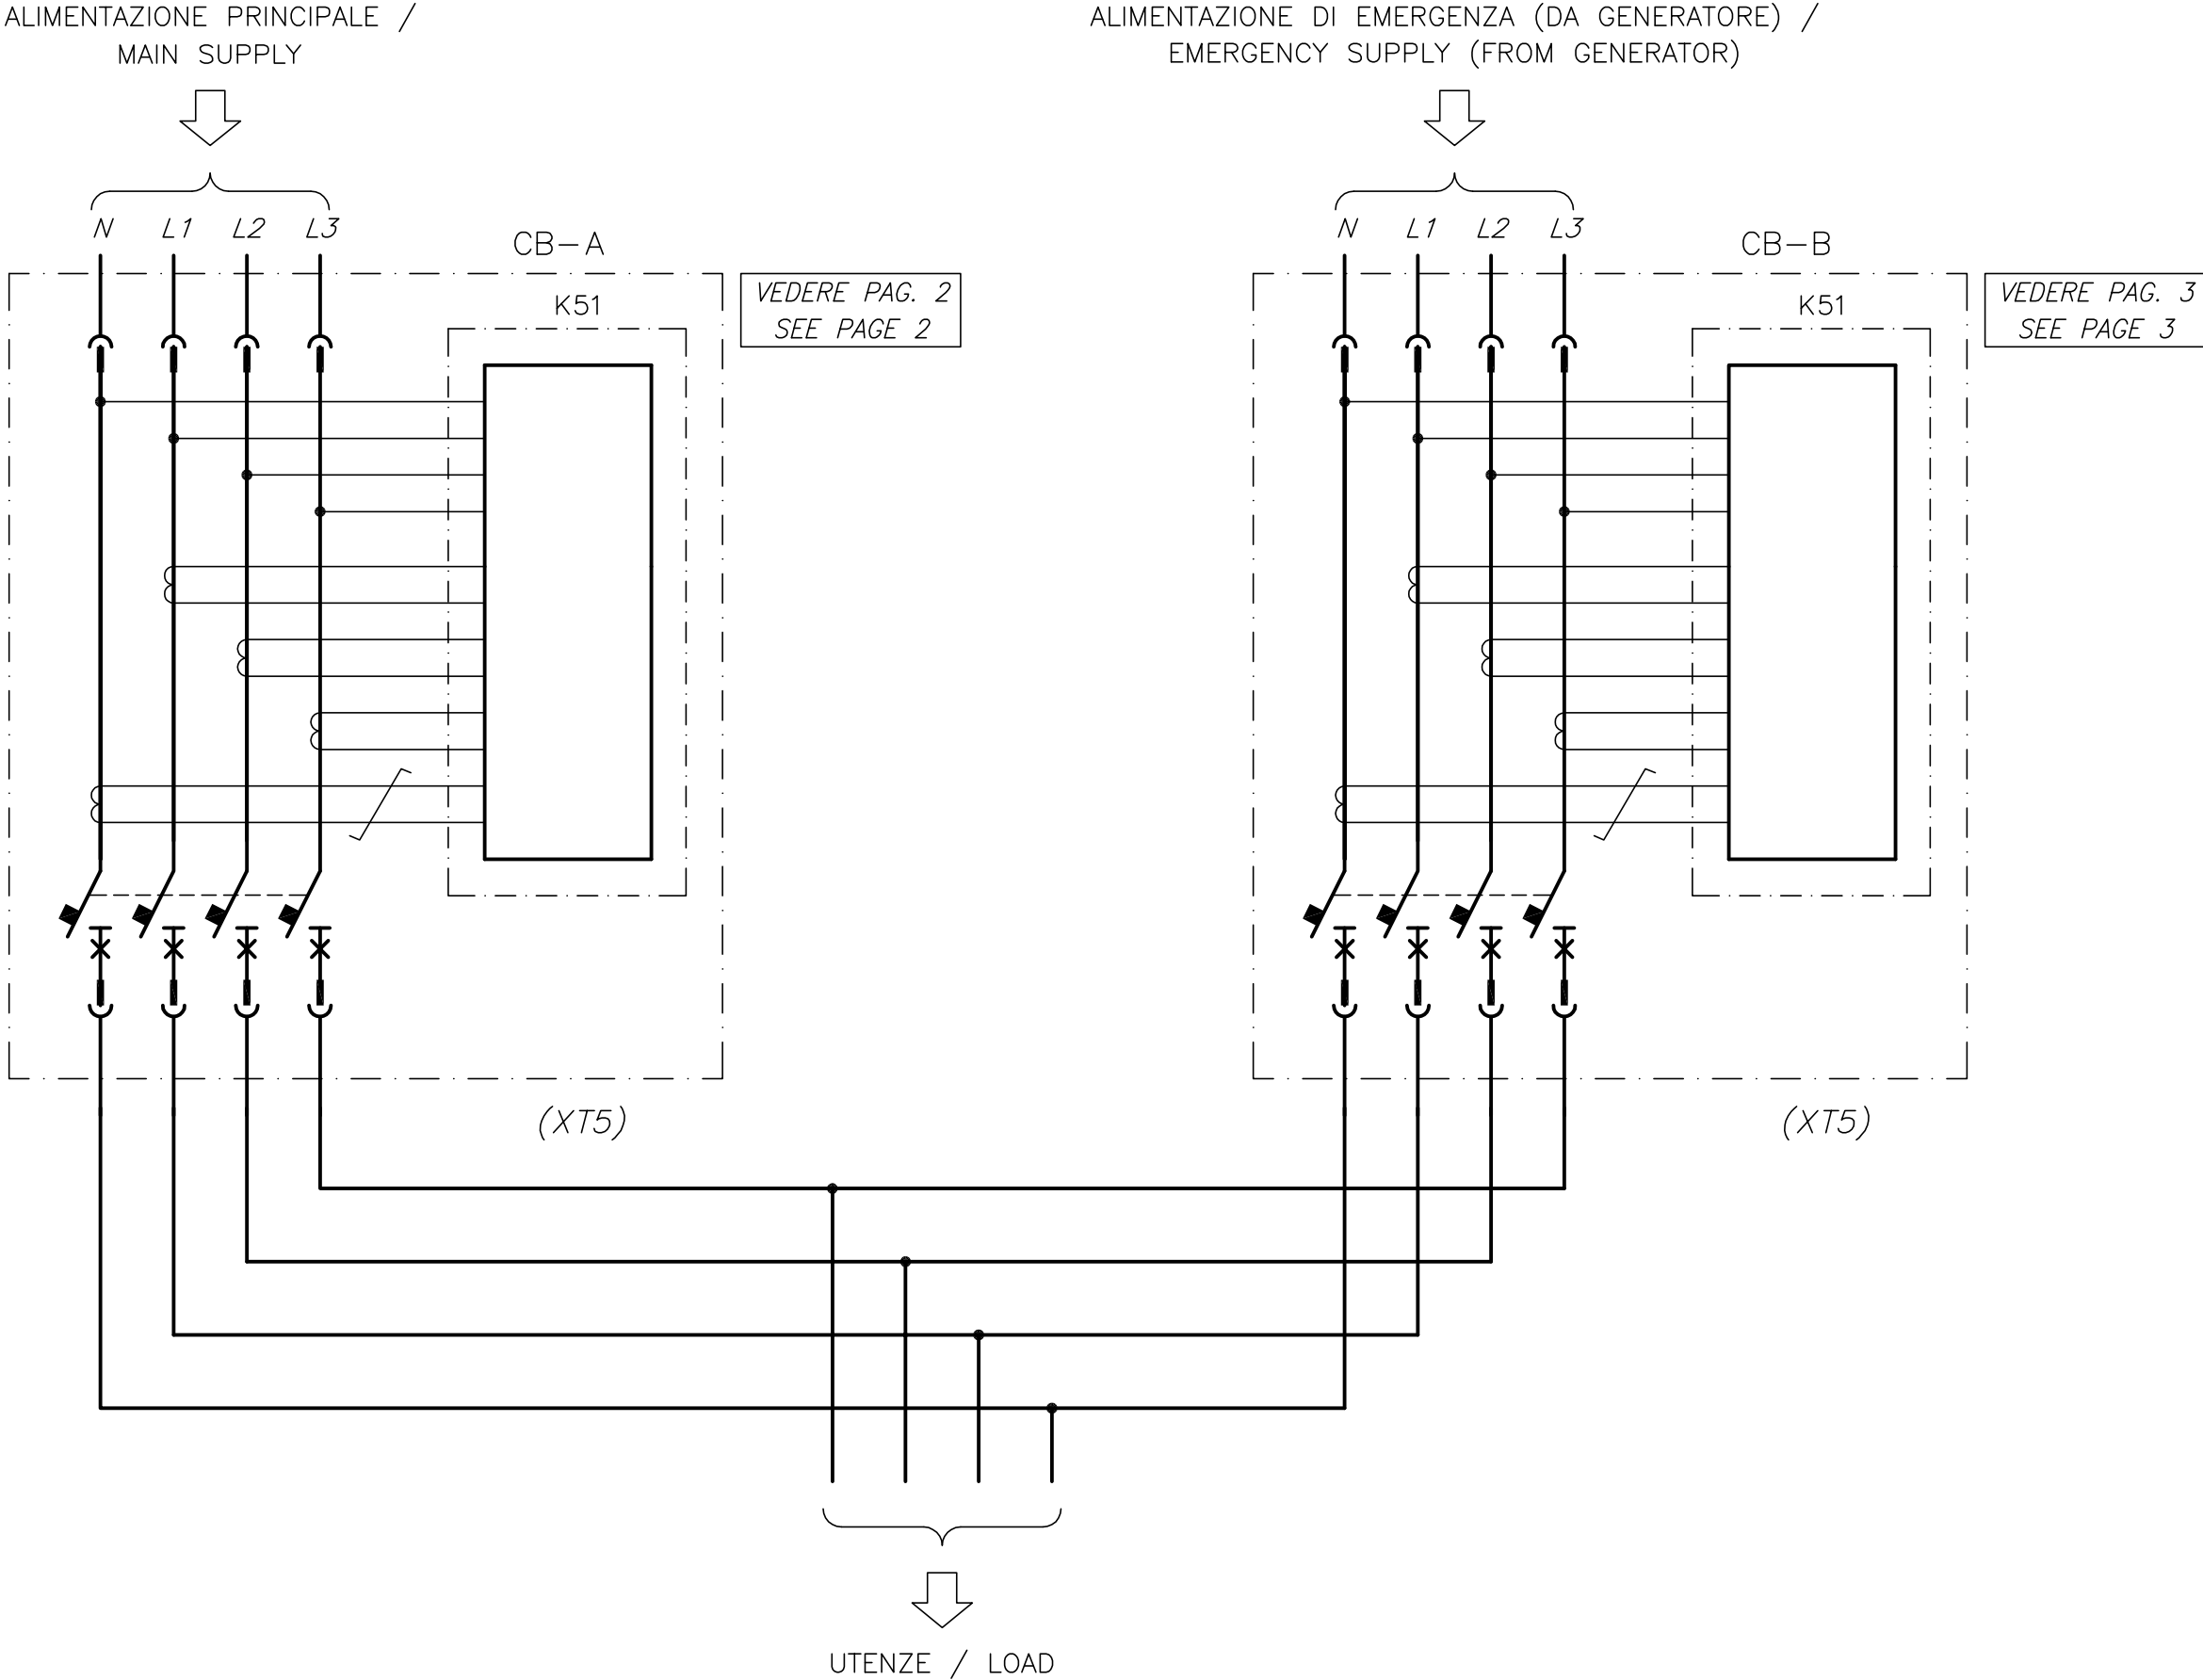 ALIMENTAZIONE PRINCIPALE /
MAIN SUPPLY
ALIMENTAZIONE DI EMERGENZA (DA GENERATORE) /
EMERGENCY SUPPLY (FROM GENERATOR)
N L1 L2 L3
CB-A
K51
VEDERE PAG. 2
SEE PAGE 2
N L1 L2 L3
CB-B
K51
VEDERE PAG. 3
SEE PAGE 3
(XT5)
(XT5)
UTENZE / LOAD